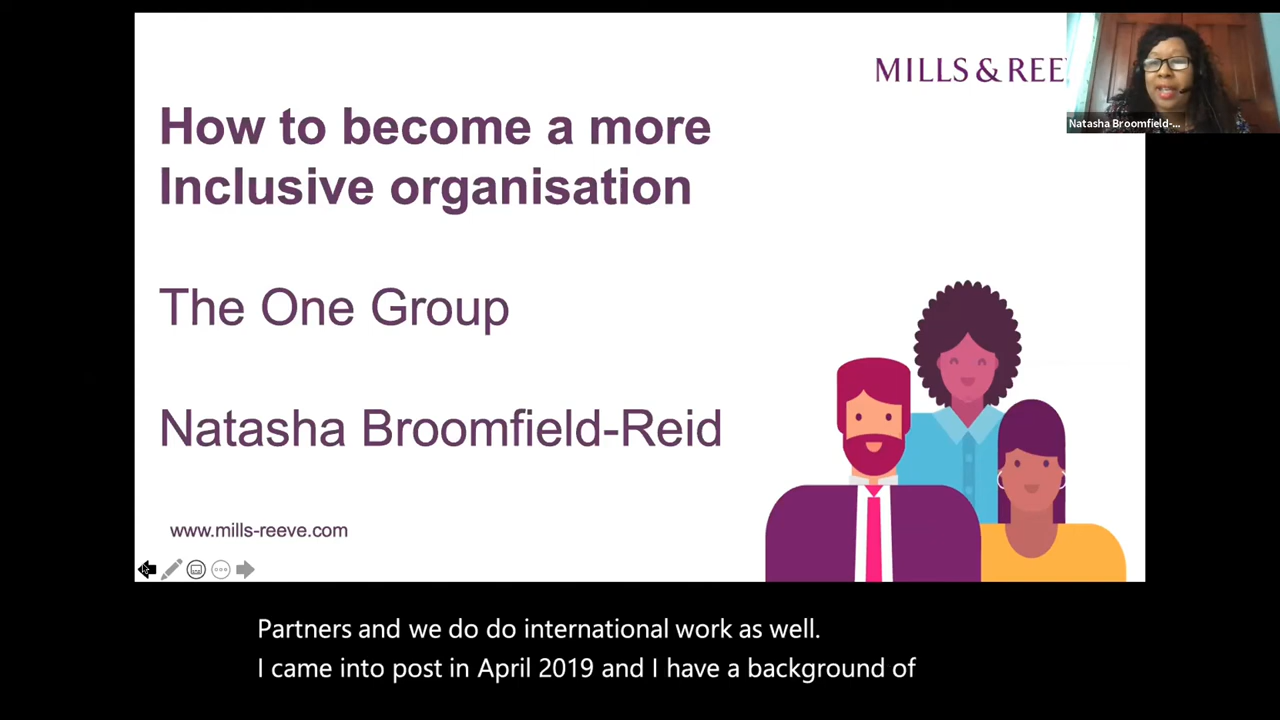 MILLS & REE
Natasha Broomfield-...
How to become a more
Inclusive organisation
The One Group
Natasha Broomfield-Reid
www.mills-reeve.com
Partners and we do do international work as well.
I came into post in April 2019 and I have a background of